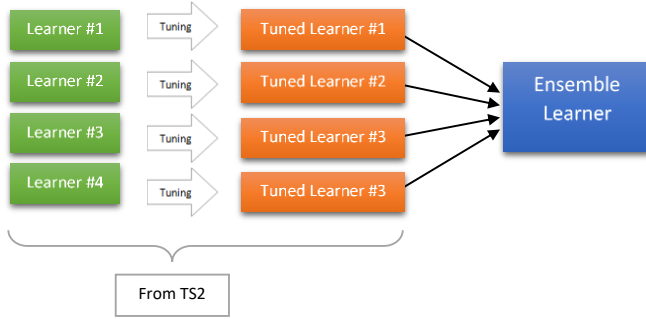 Learner #1
Tuning
Tuned Learner #1
Learner #2
Tuning
Tuned Learner #2
Learner #3
Tuning
Tuned Learner #3
Learner #4
Tuning
Tuned Learner #3
Ensemble
Learner
From TS2